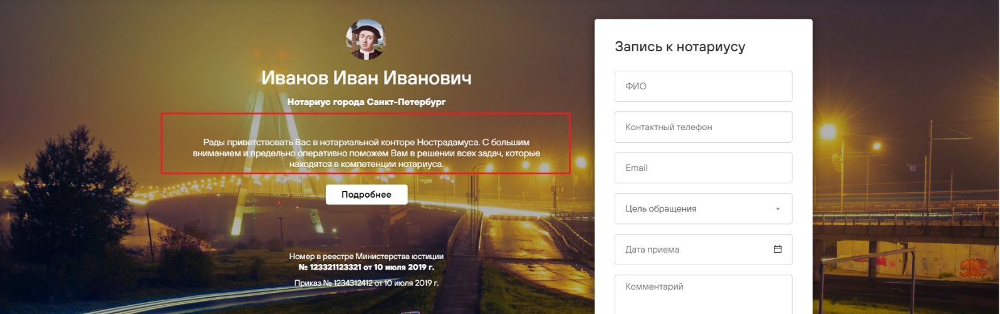 Иванов Иван Иванович
Нотариус города Санкт-Петербург
Рады приветствовать Вас в нотариальной конторе Нострадамуса. С большим
вниманием и предельно оперативно поможем Вам в решении всех задач, которые
находятся в компетенции нотариуса.
Подробнее
Номер в реестре Министерства юстиции
№ 123321123321 от 10 июля 2019 г.
Приказ № 1234312412 от 10 июля 2019 г.
Запись к нотариусу
ФИО
Контактный телефон
Email
Цель обращения
Дата приема
Комментарий